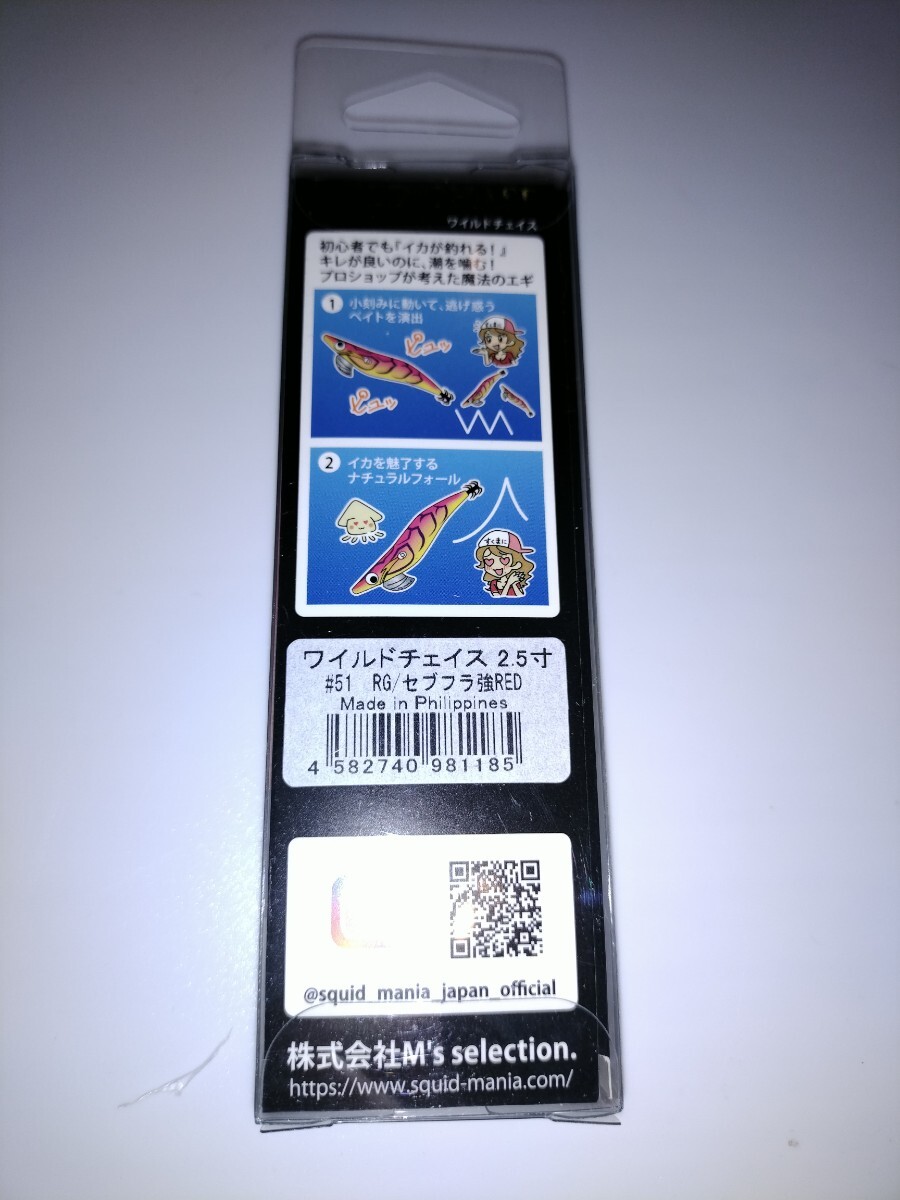 ワイルドチェイス
初心者でも『イカが釣れる!』
キレが良いのに、潮を噛む!
プロショップが考えた魔法のエギ
1 小刻みに動いて、逃げ惑う
ベイトを演出
ピュッ
ピュッ
2 イカを魅了する
ナチュラルフォール
すくまに
ワイルドチェイス 2.5寸
#51 RG/セブフラ強RED
Made in Philippines
4 582740 981185
@squid_mania_japan_official
株式会社M's selection.
https://www.squid-mania.com/